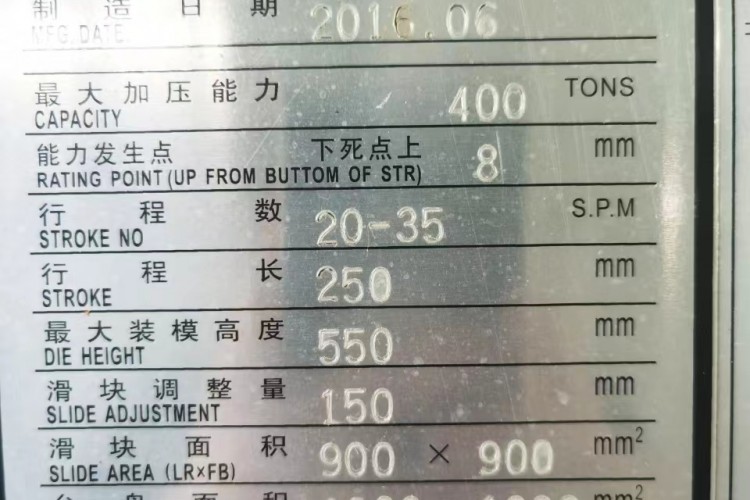 制造日期 2016.06
MFG. DATE
最大加压能力 400 TONS
CAPACITY
能力发生点 下死点上 8 mm
RATING POINT (UP FROM BUTTOM OF STR)
行程数 20-35 S.P.M
STROKE NO
行程长 250 mm
STROKE
最大装模高度 550 mm
DIE HEIGHT
滑块调整量 150 mm
SLIDE ADJUSTMENT
滑块面积 900 × 900 mm²
SLIDE AREA (LR×FB)
面积 mm²